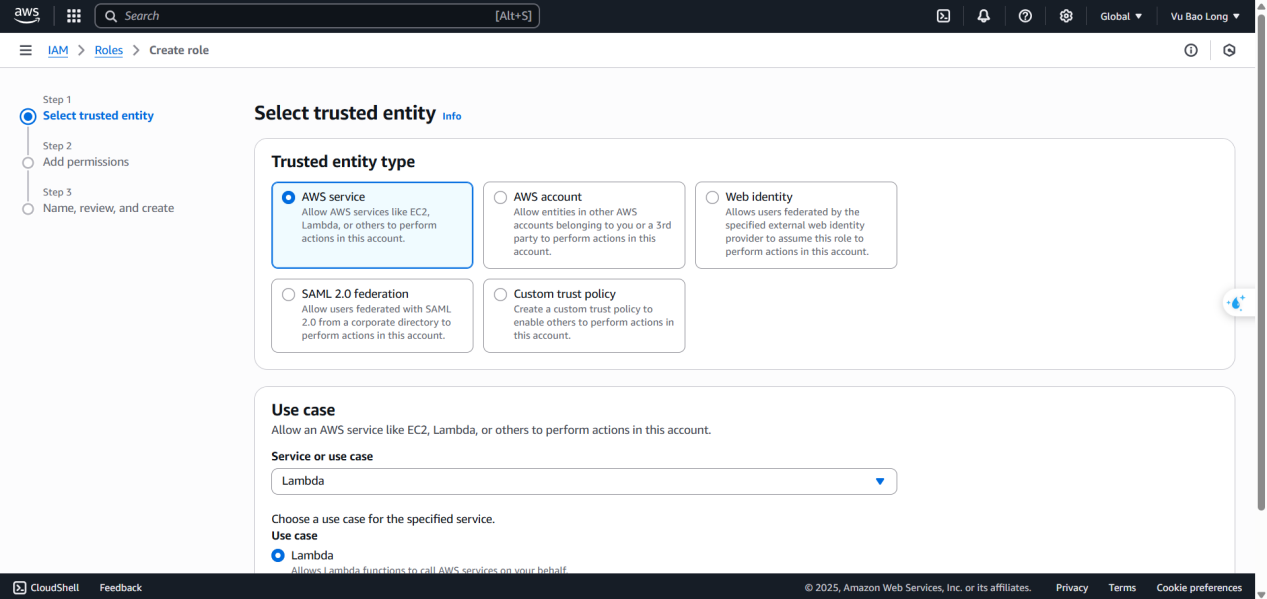 aws
Search
[Alt+S]
Global
Vu Bao Long
IAM
Roles
Create role
Step 1
Select trusted entity
Step 2
Add permissions
Step 3
Name, review, and create
Select trusted entity Info
Trusted entity type
AWS service
Allow AWS services like EC2,
Lambda, or others to perform
actions in this account.
AWS account
Allow entities in other AWS
accounts belonging to you or a 3rd
party to perform actions in this
account.
Web identity
Allows users federated by the
specified external web identity
provider to assume this role to
perform actions in this account.
SAML 2.0 federation
Allow users federated with SAML
2.0 from a corporate directory to
perform actions in this account.
Custom trust policy
Create a custom trust policy to
enable others to perform actions in
this account.
Use case
Allow an AWS service like EC2, Lambda, or others to perform actions in this account.
Service or use case
Lambda
Choose a use case for the specified service.
Use case
Lambda
Allows Lambda functions to call AWS services on your behalf.
CloudShell
Feedback
© 2025, Amazon Web Services, Inc. or its affiliates.
Privacy
Terms
Cookie preferences